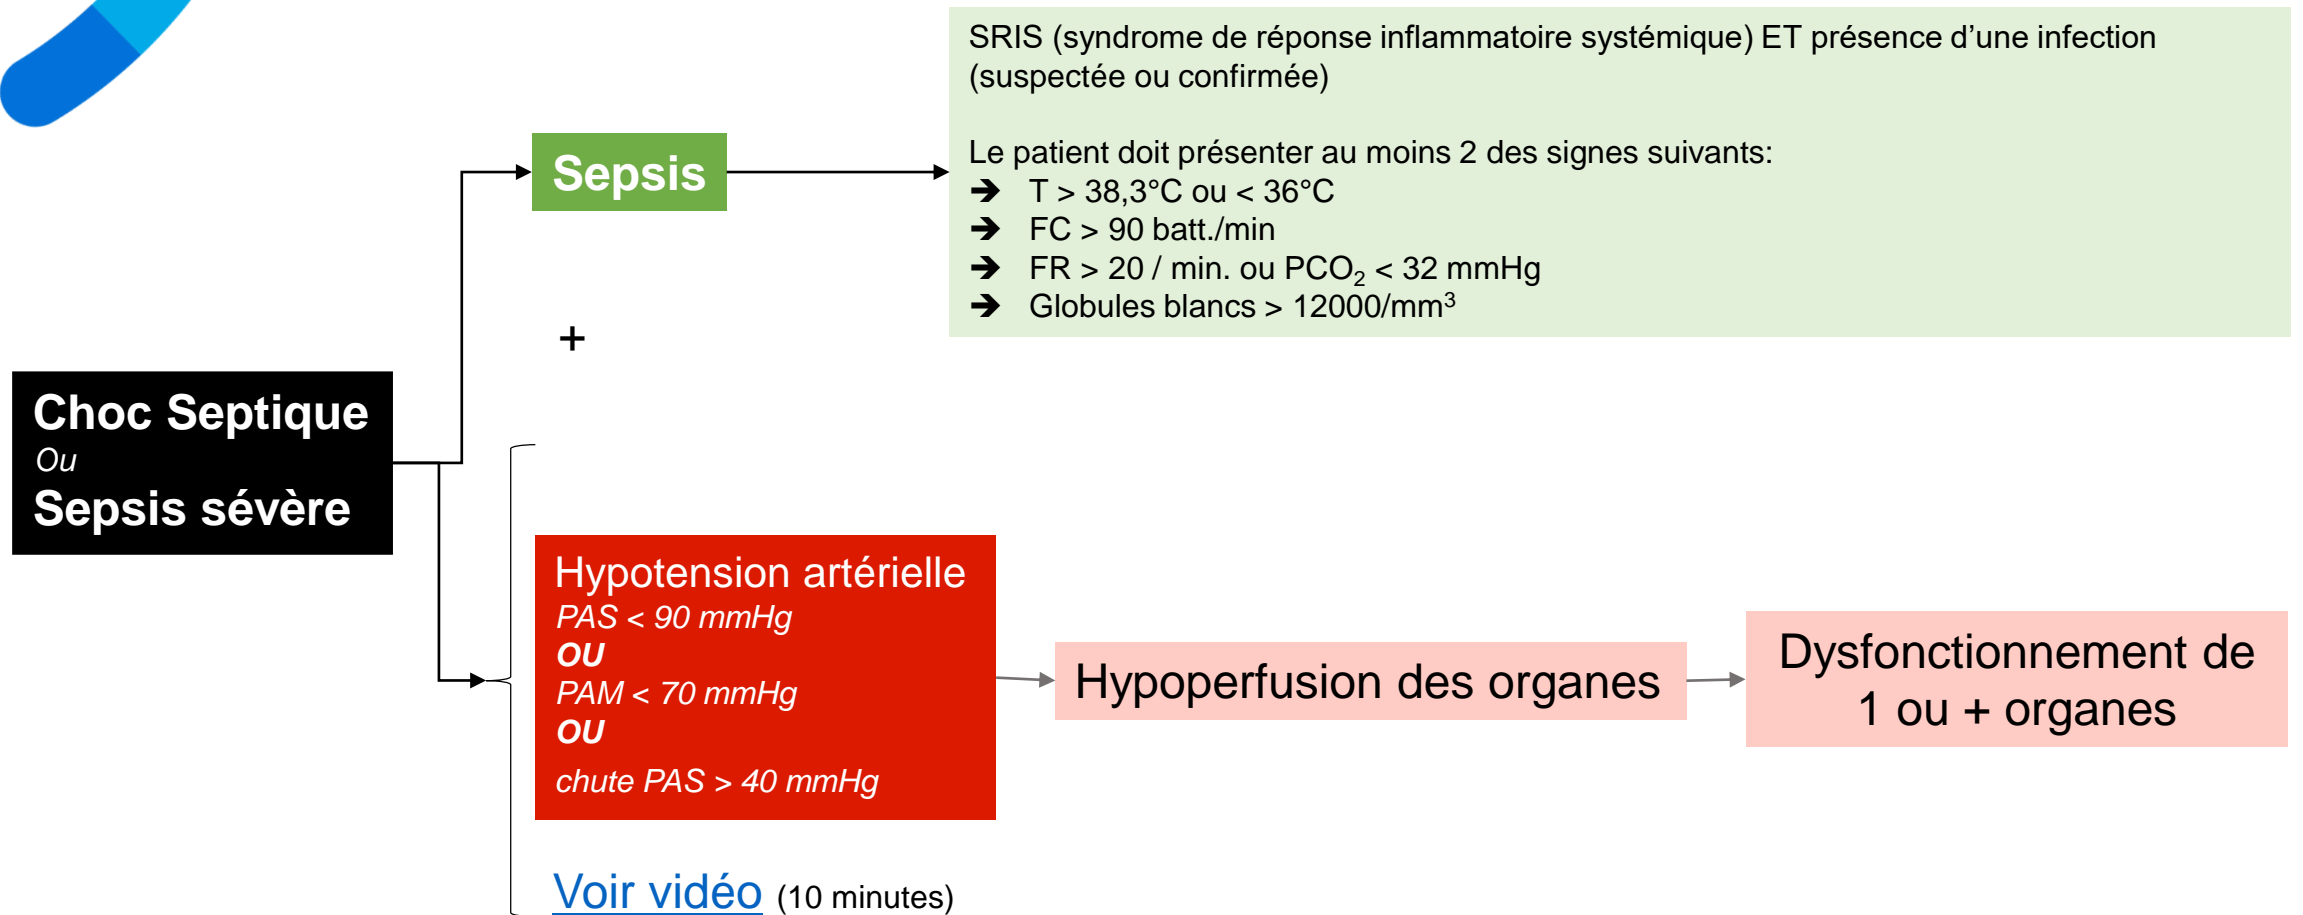 SRIS (syndrome de réponse inflammatoire systémique) ET présence d'une infection
(suspectée ou confirmée)
Le patient doit présenter au moins 2 des signes suivants:
➔ T > 38,3°C ou < 36°C
➔ FC > 90 batt./min
➔ FR > 20 / min. ou PCO₂ < 32 mmHg
➔ Globules blancs > 12000/mm³
Sepsis
+
Choc Septique
Ou
Sepsis sévère
Hypotension artérielle
PAS < 90 mmHg
OU
PAM < 70 mmHg
OU
chute PAS > 40 mmHg
Hypoperfusion des organes
Dysfonctionnement de
1 ou + organes
Voir vidéo (10 minutes)